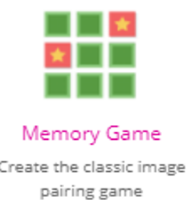 Memory Game
Create the classic image
pairing game